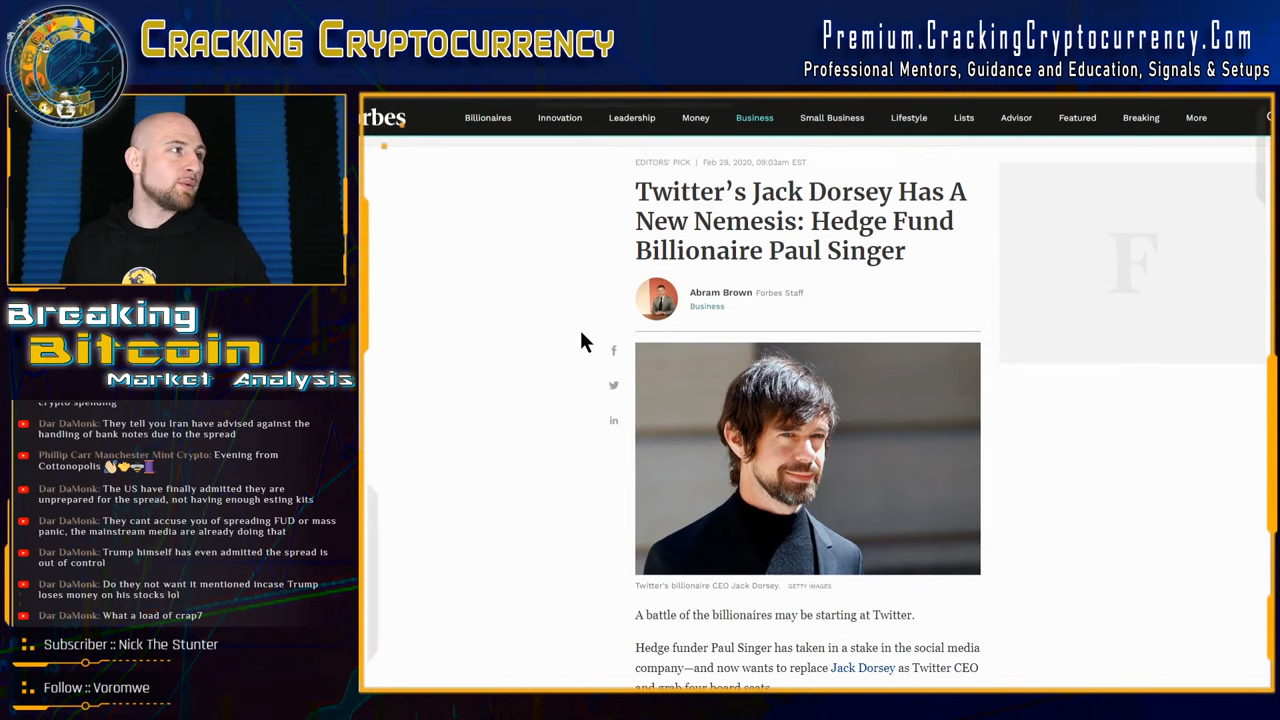 Cracking Cryptocurrency
Premium.CrackingCryptocurrency.Com
Professional Mentors, Guidance and Education, Signals & Setups
rbes
Billionaires
Innovation
Leadership
Money
Business
Small Business
Lifestyle
Lists
Advisor
Featured
Breaking
More
EDITORS' PICK | Feb 29, 2020, 09:03am EST
Twitter's Jack Dorsey Has A
New Nemesis: Hedge Fund
Billionaire Paul Singer
Abram Brown Forbes Staff
Business
F
Twitter's billionaire CEO Jack Dorsey. GETTY IMAGES
A battle of the billionaires may be starting at Twitter.
Hedge funder Paul Singer has taken in a stake in the social media
company—and now wants to replace Jack Dorsey as Twitter CEO
and grab four board seats.
Breaking
Bitcoin
Market Analysis
crypto spending
Dar DaMonk: They tell you Iran have advised against the
handling of bank notes due to the spread
Phillip Carr Manchester Mint Crypto: Evening from
Cottonopolis
Dar DaMonk: The US have finally admitted they are
unprepared for the spread, not having enough esting kits
Dar DaMonk: They cant accuse you of spreading FUD or mass
panic, the mainstream media are already doing that
Dar DaMonk: Trump himself has even admitted the spread is
out of control
Dar DaMonk: Do they not want it mentioned incase Trump
loses money on his stocks lol
Dar DaMonk: What a load of crap?
Subscriber :: Nick The Stunter
Follow :: Voromwe